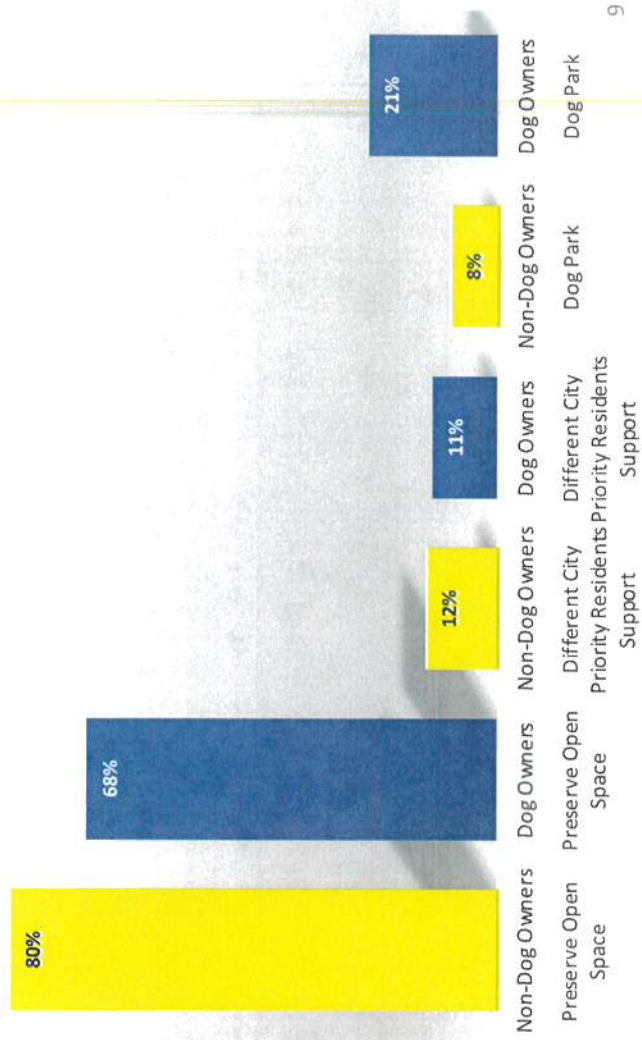 80%
68%
12%
11%
8%
21%
Non-Dog Owners
Dog Owners
Non-Dog Owners
Dog Owners
Non-Dog Owners
Dog Owners
Preserve Open
Space
Preserve Open
Space
Different City
Priority Residents
Support
Different City
Priority Residents
Support
Dog Park
Dog Park
9